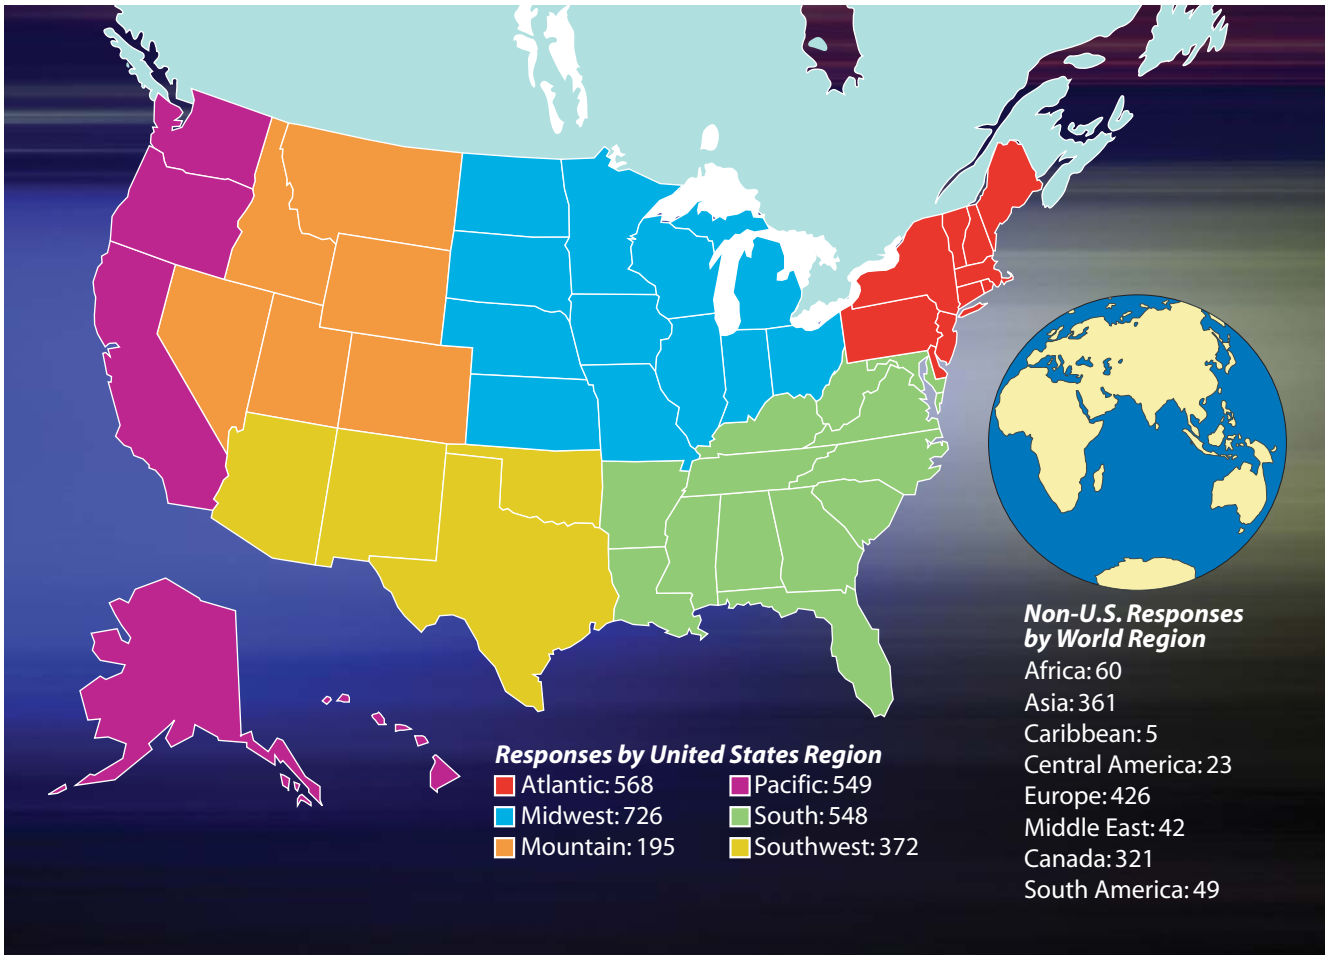 Responses by United States Region
Atlantic: 568
Midwest: 726
Mountain: 195
Pacific: 549
South: 548
Southwest: 372
Non-U.S. Responses
by World Region
Africa: 60
Asia: 361
Caribbean: 5
Central America: 23
Europe: 426
Middle East: 42
Canada: 321
South America: 49